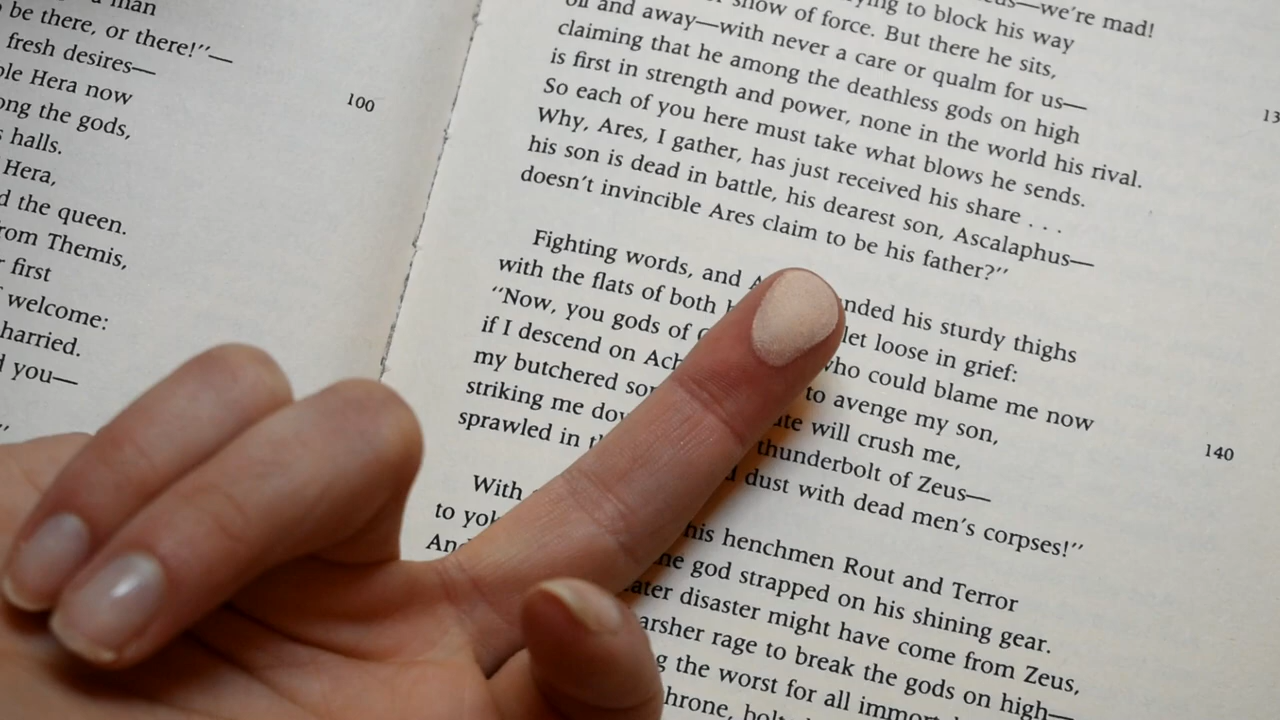 man
be there, or there!"—
fresh desires—
Hera now
100
the gods,
halls.
Hera,
the queen.
Themis,
first
welcome:
harried.
you—
—we're mad!
to block his way
show of force. But there he sits,
and away—with never a care or qualm for us—
claiming that he among the deathless gods on high
is first in strength and power, none in the world his rival.
So each of you here must take what blows he sends.
Why, Ares, I gather, has just received his share . . .
his son is dead in battle, his dearest son, Ascalaphus—
doesn't invincible Ares claim to be his father?"
Fighting words, and his sturdy thighs
with the flats of both let loose in grief:
"Now, you gods of who could blame me now
if I descend on to avenge my son,
my butchered will crush me,
striking me thunderbolt of Zeus—
140
sprawled in dust with dead men's corpses!"
With his henchmen Rout and Terror
to god strapped on his shining gear.
disaster might have come from Zeus,
rage to break the gods on high—
the worst for all